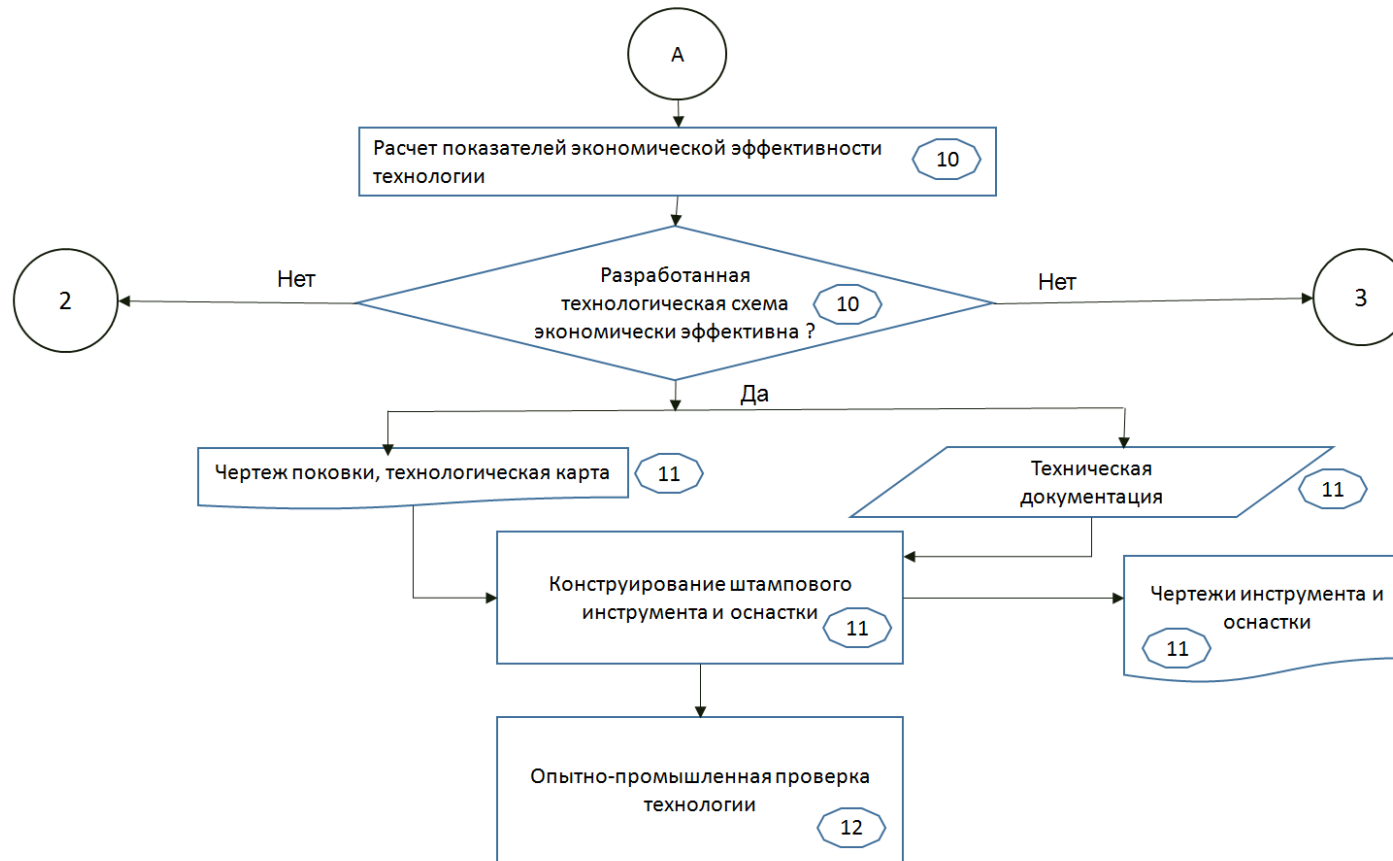 А
Расчет показателей экономической эффективности
технологии
10
2
Нет
Разработанная
технологическая схема
экономически эффективна ?
10
Нет
3
Да
Чертеж поковки, технологическая карта
11
Техническая
документация
11
Конструирование штампового
инструмента и оснастки
11
Чертежи инструмента и
оснастки
11
Опытно-промышленная проверка
технологии
12